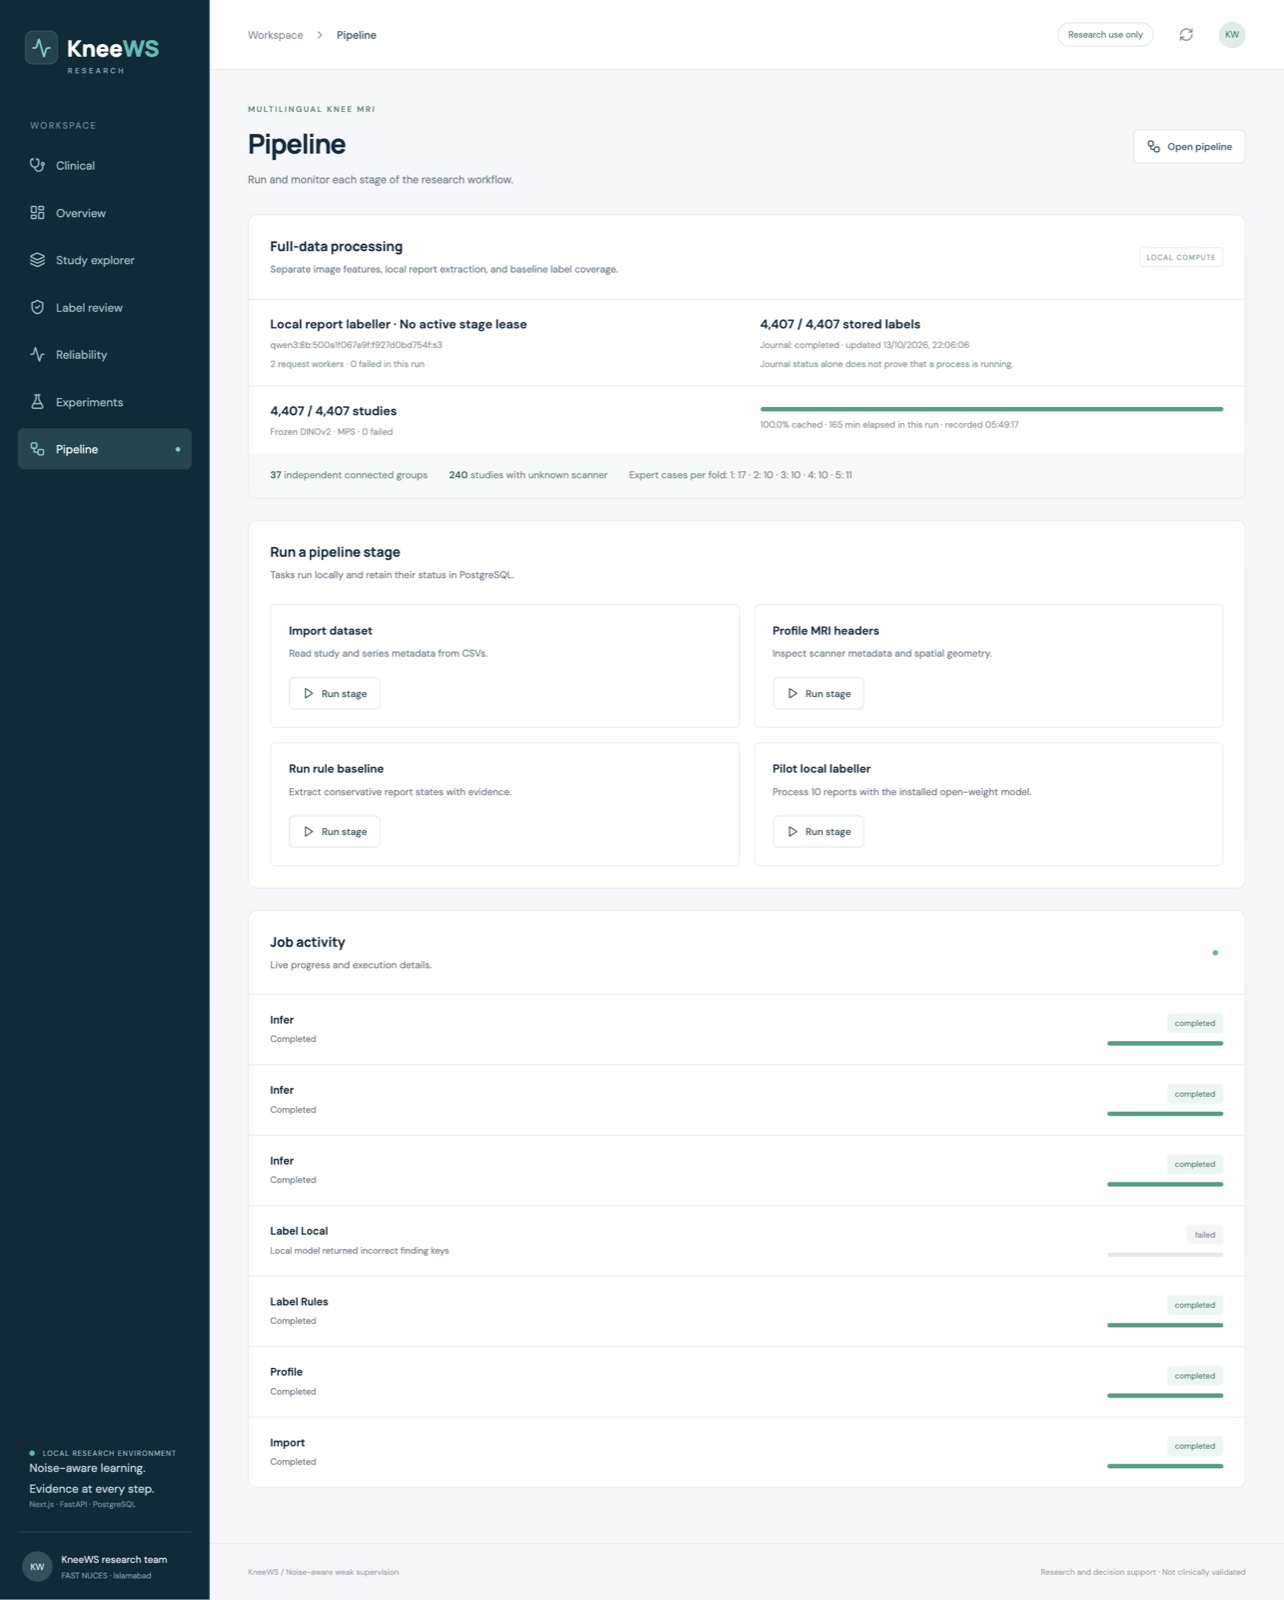 KneeWS
RESEARCH
WORKSPACE
Clinical
Overview
Study explorer
Label review
Reliability
Experiments
Pipeline
LOCAL RESEARCH ENVIRONMENT
Noise-aware learning.
Evidence at every step.
Next.js · FastAPI · PostgreSQL
KW
KneeWS research team
FAST NUCES · Islamabad
Workspace > Pipeline
Research use only
KW
MULTILINGUAL KNEE MRI
Pipeline
Open pipeline
Run and monitor each stage of the research workflow.
Full-data processing
LOCAL COMPUTE
Separate image features, local report extraction, and baseline label coverage.
Local report labeller · No active stage lease
qwen3:8b:500a1f067a9f:f927d0bd754f:s3
2 request workers · 0 failed in this run
4,407 / 4,407 stored labels
Journal: completed · updated 13/10/2026, 22:06:06
Journal status alone does not prove that a process is running.
4,407 / 4,407 studies
Frozen DINOv2 · MPS · 0 failed
100.0% cached · 165 min elapsed in this run · recorded 05:49:17
37 independent connected groups 240 studies with unknown scanner Expert cases per fold: 1: 17 · 2: 10 · 3: 10 · 4: 10 · 5: 11
Run a pipeline stage
Tasks run locally and retain their status in PostgreSQL.
Import dataset
Read study and series metadata from CSVs.
Run stage
Profile MRI headers
Inspect scanner metadata and spatial geometry.
Run stage
Run rule baseline
Extract conservative report states with evidence.
Run stage
Pilot local labeller
Process 10 reports with the installed open-weight model.
Run stage
Job activity
Live progress and execution details.
Infer
Completed
completed
Infer
Completed
completed
Infer
Completed
completed
Label Local
Local model returned incorrect finding keys
failed
Label Rules
Completed
completed
Profile
Completed
completed
Import
Completed
completed
KneeWS / Noise-aware weak supervision
Research and decision support · Not clinically validated